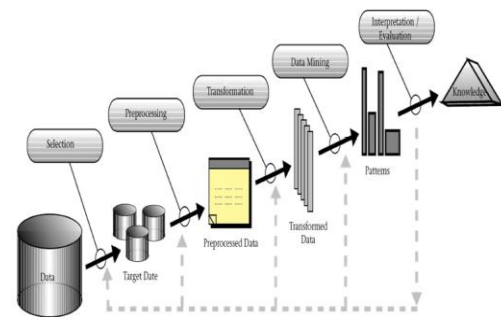 Interpretation /
Evaluation
Data Mining
Transformation
Preprocessing
Selection
Knowledge
Patterns
Transformed
Data
Preprocessed Data
Target Date
Data